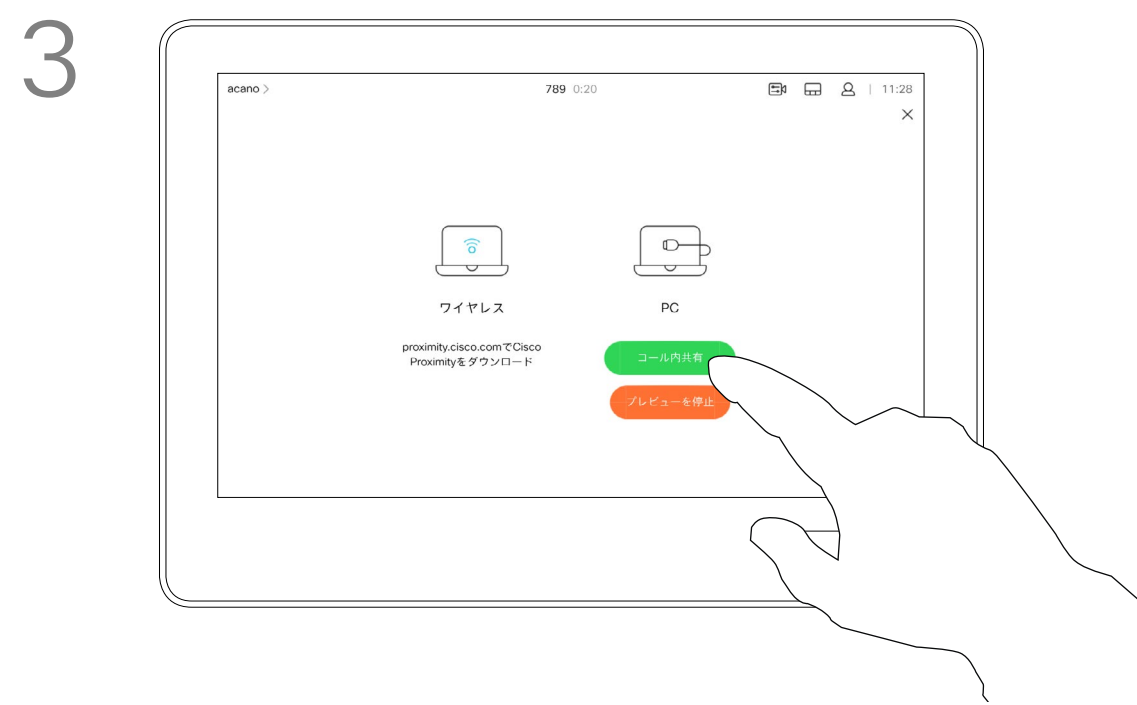 3
acano >
789 0:20
11:28
ワイヤレス
PC
proximity.cisco.comでCisco
Proximityをダウンロード
コール内共有
プレビューを停止